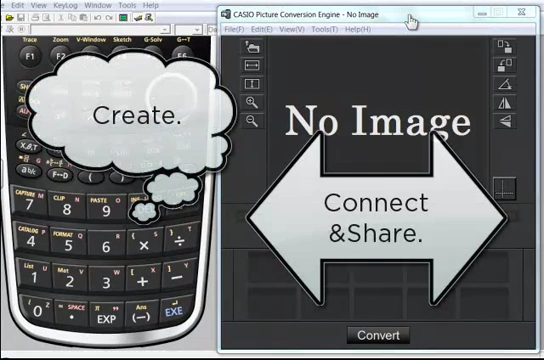 Edit View KeyLog Window Tools Help
CASIO Picture Conversion Engine - No Image
File(F) Edit(E) View(V) Tools(T) Help(H)
Trace Zoom V-Window Sketch G-Solv G↔T
F1 F6
Create.
No Image
Connect
&Share.
X,θ,T
a b/c F↔D ( )
CAPTURE M CLIP N PASTE O
7 8 9
CATALOG P FORMAT Q R S T
4 5 6 × ÷
List U Mat V W X Y
1 2 3 + −
i Z = SPACE π " Ans ↵
0 • EXP (−) EXE
Convert